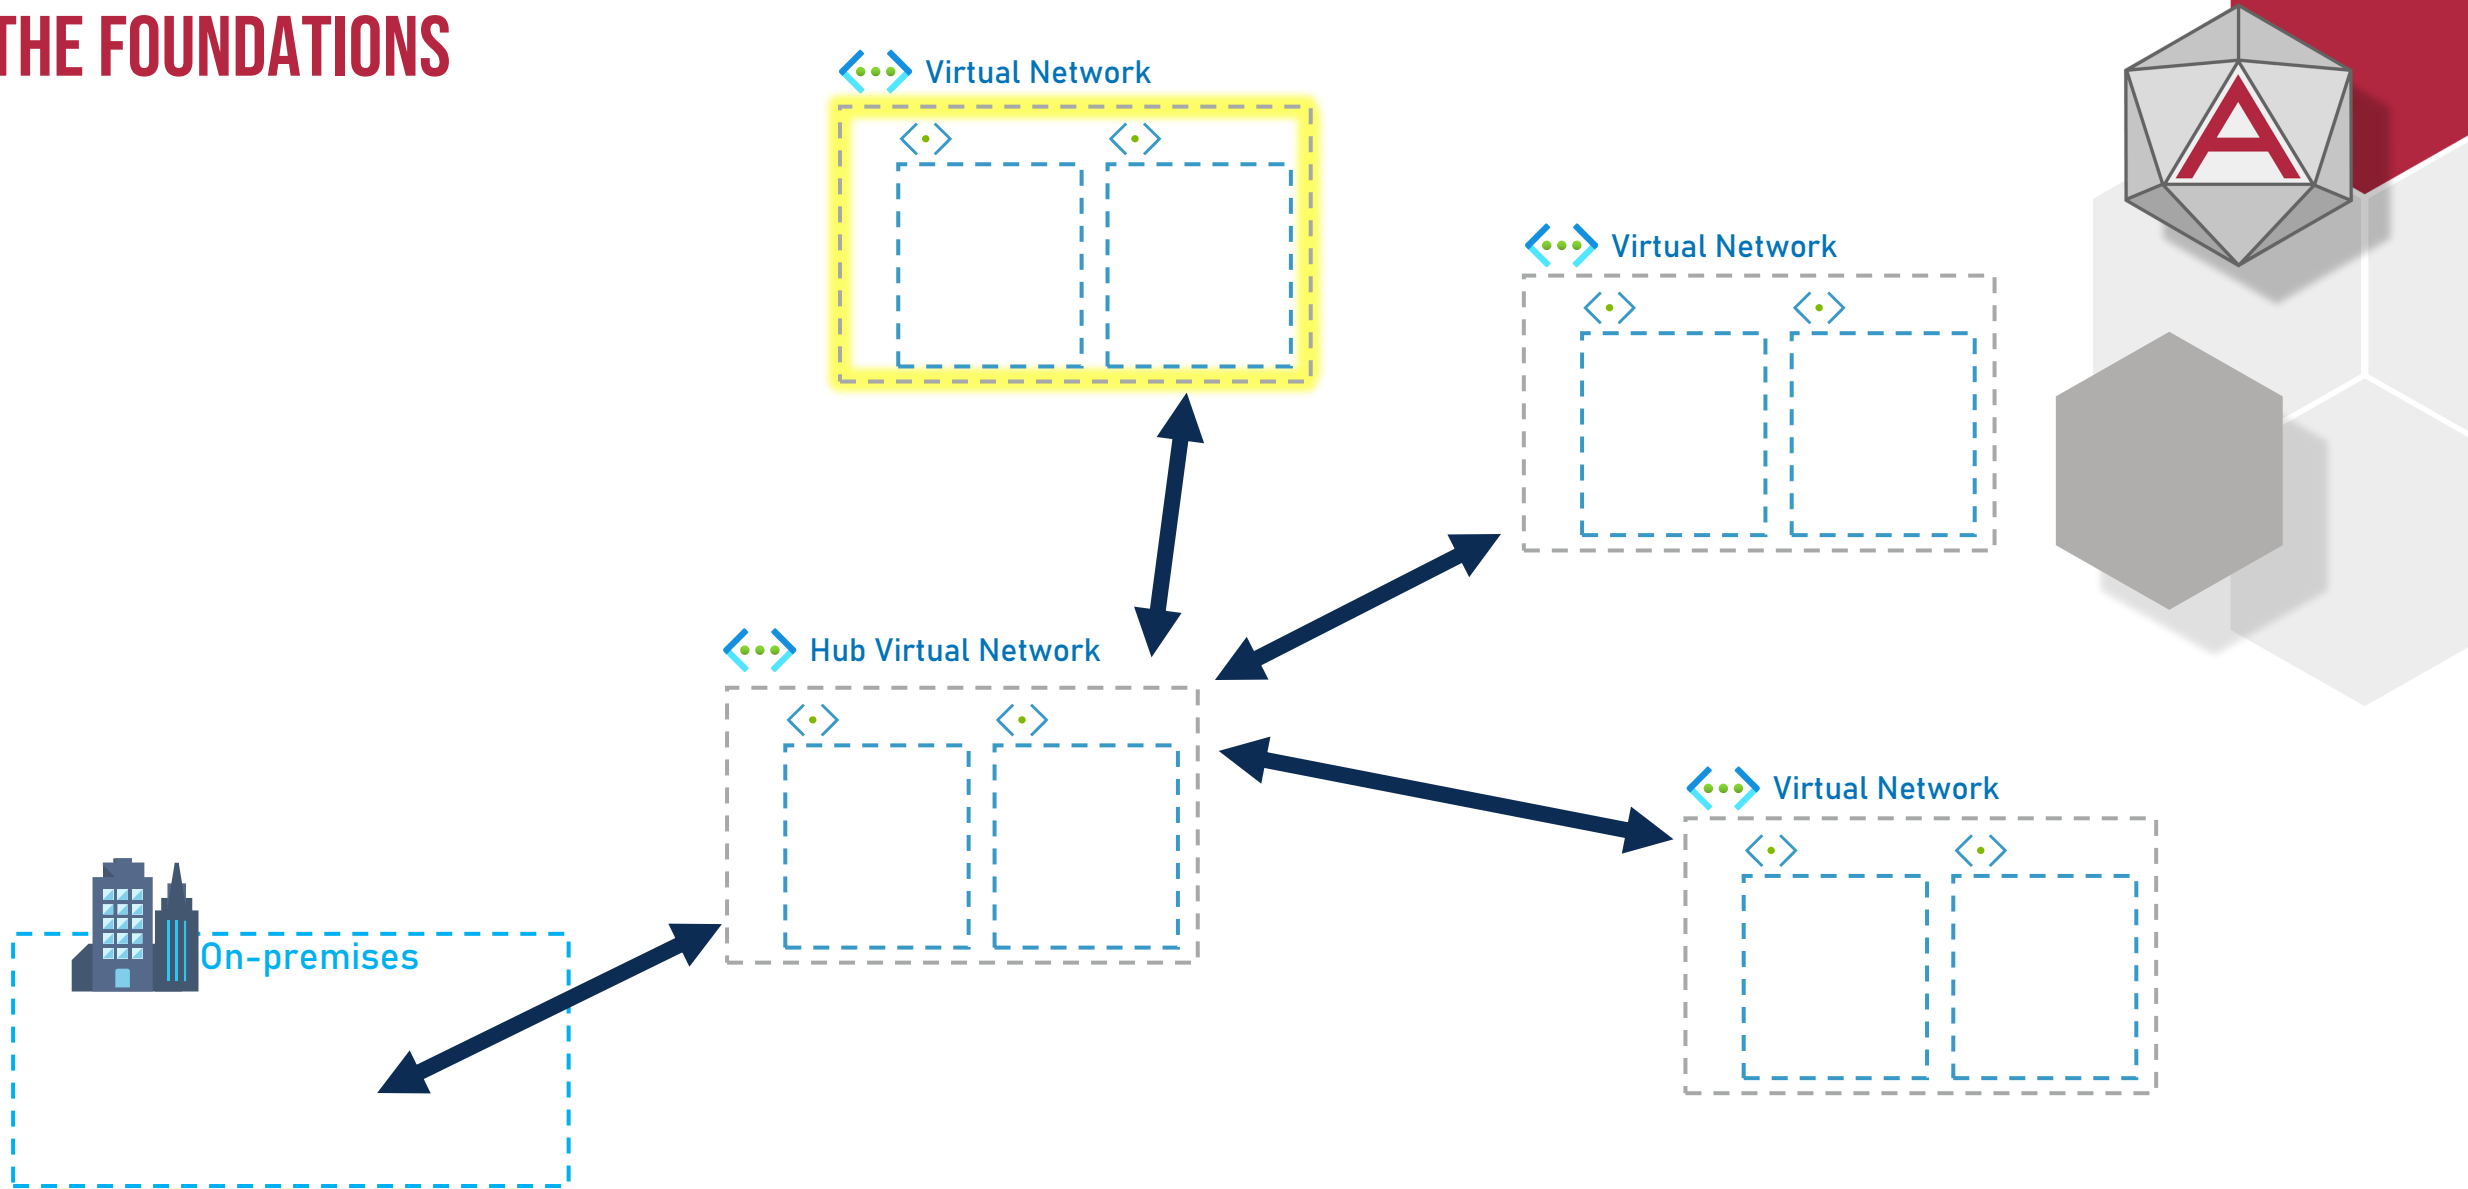 THE FOUNDATIONS
Virtual Network
Virtual Network
Hub Virtual Network
Virtual Network
On-premises
A